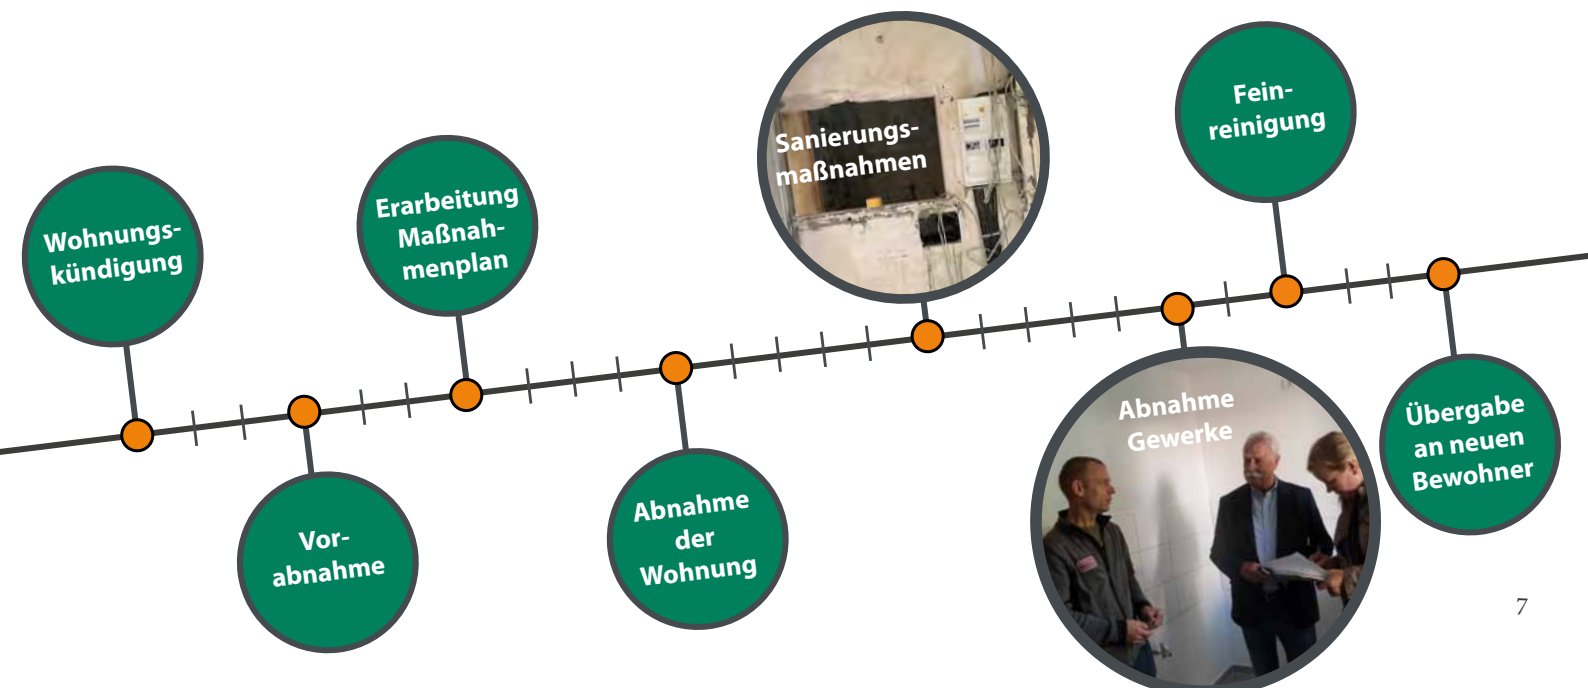 Wohnungs-
kündigung
Vor-
abnahme
Erarbeitung
Maßnah-
menplan
Abnahme
der
Wohnung
Sanierungs-
maßnahmen
Abnahme
Gewerke
Fein-
reinigung
Übergabe
an neuen
Bewohner
7